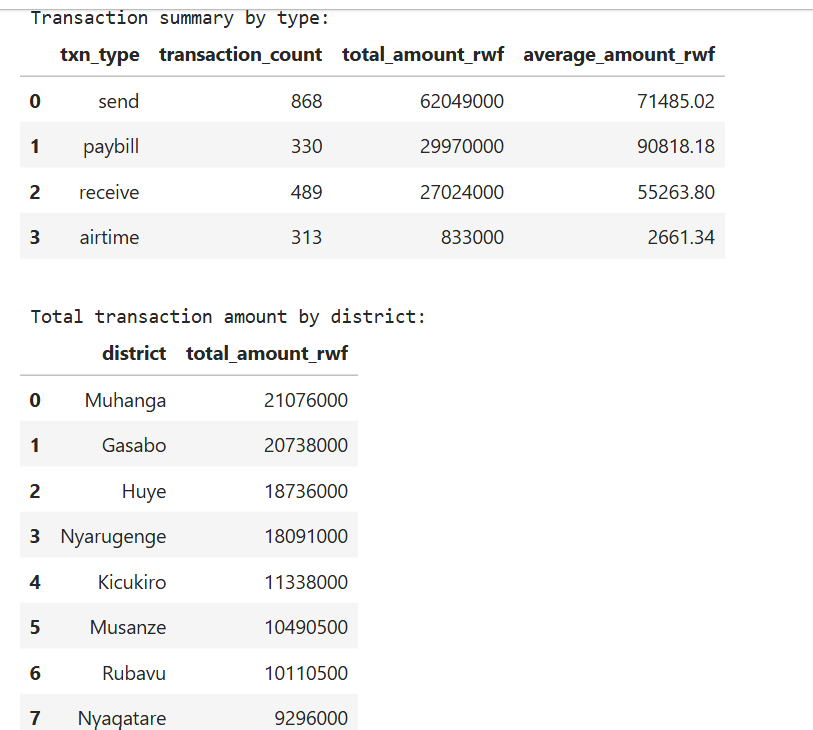 Transaction summary by type:
txn_type transaction_count total_amount_rwf average_amount_rwf
0 send 868 62049000 71485.02
1 paybill 330 29970000 90818.18
2 receive 489 27024000 55263.80
3 airtime 313 833000 2661.34
Total transaction amount by district:
district total_amount_rwf
0 Muhanga 21076000
1 Gasabo 20738000
2 Huye 18736000
3 Nyarugenge 18091000
4 Kicukiro 11338000
5 Musanze 10490500
6 Rubavu 10110500
7 Nyagatare 9296000